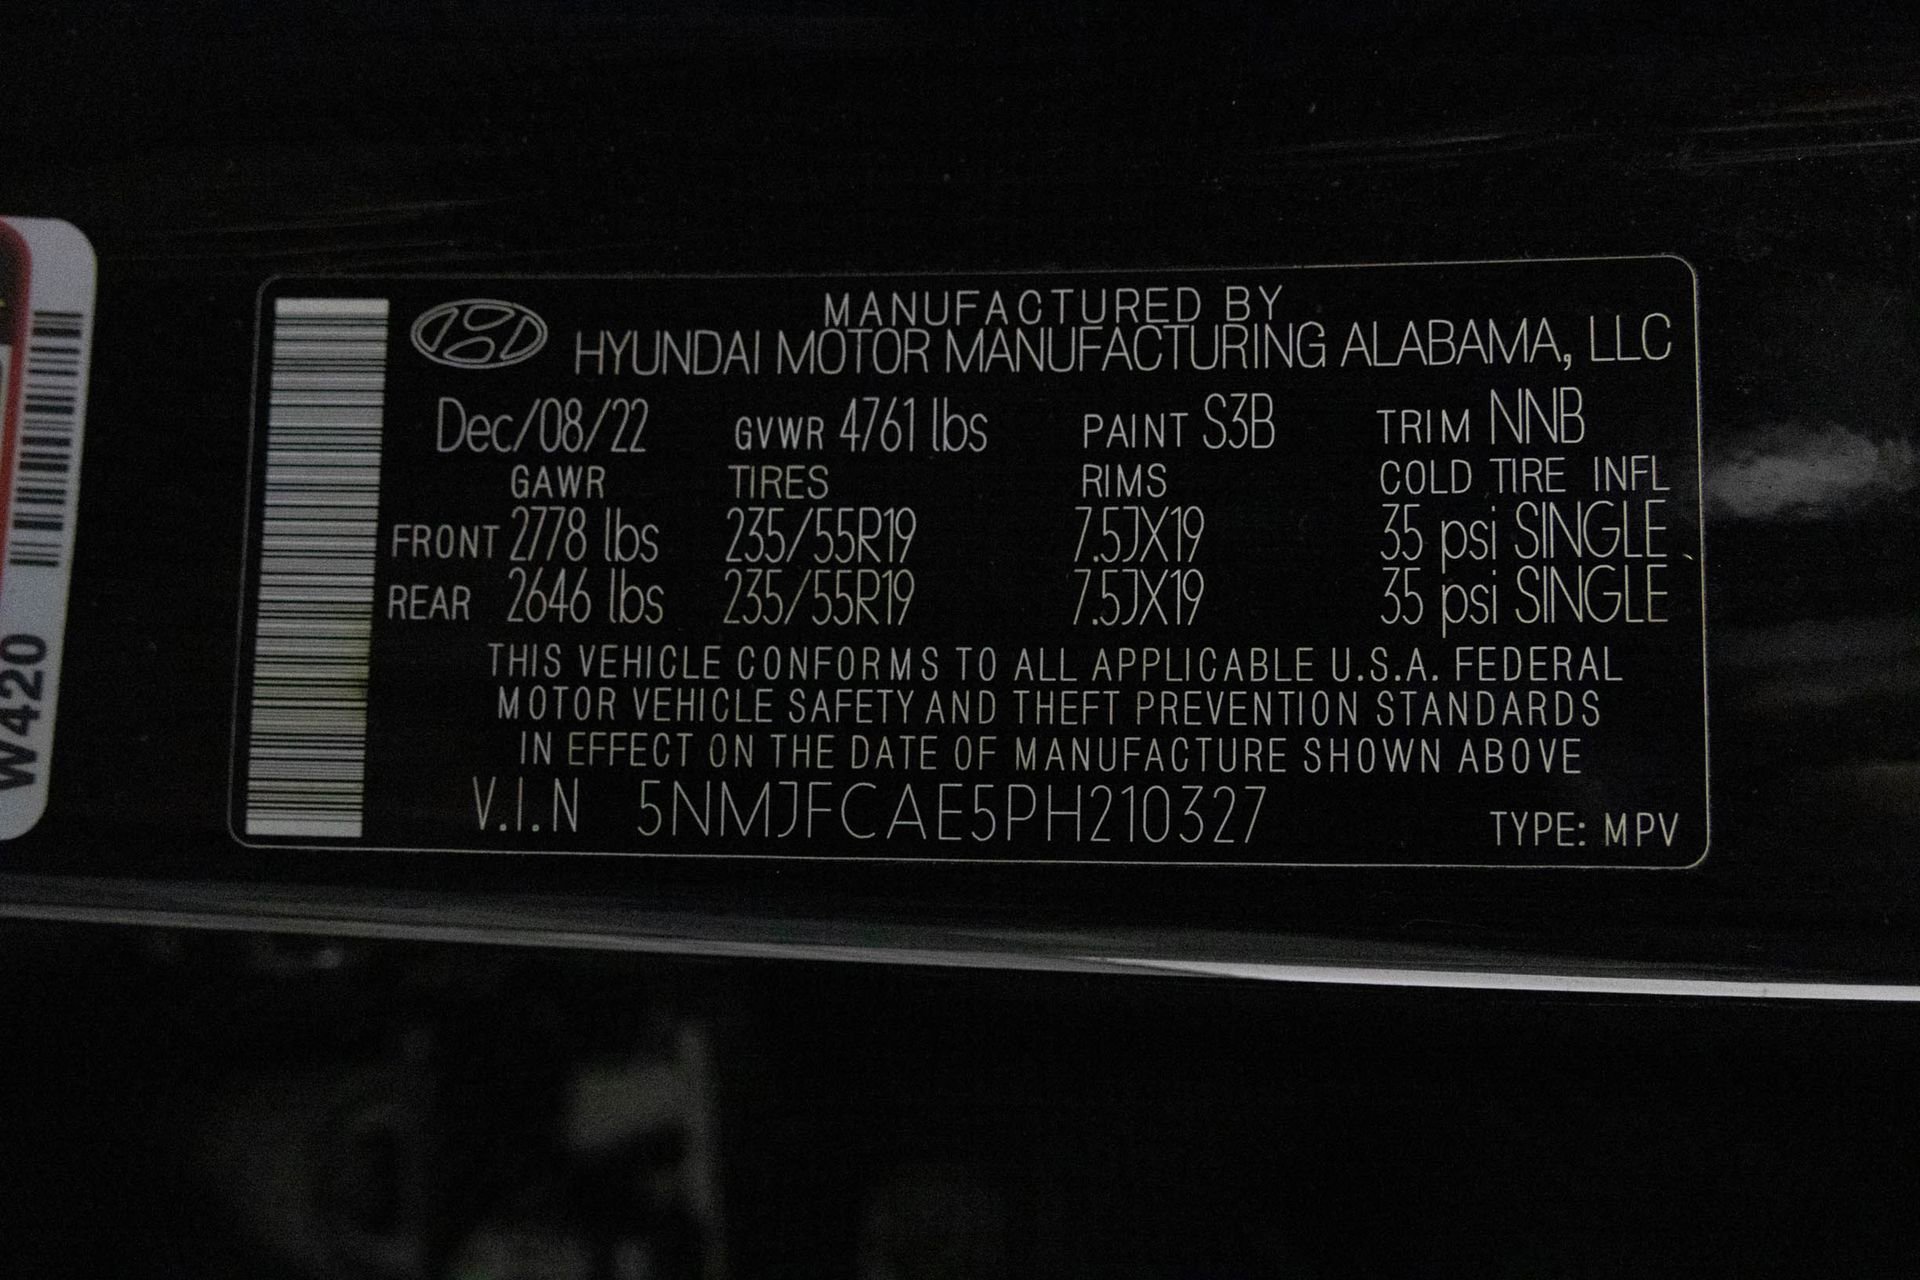 MANUFACTURED BY
HYUNDAI MOTOR MANUFACTURING ALABAMA, LLC
Dec/08/22 GVWR 4761 lbs PAINT S3B TRIM NNB
GAWR TIRES RIMS COLD TIRE INFL
FRONT 2778 lbs 235/55R19 7.5JX19 35 psi SINGLE
REAR 2646 lbs 235/55R19 7.5JX19 35 psi SINGLE
THIS VEHICLE CONFORMS TO ALL APPLICABLE U.S.A. FEDERAL
MOTOR VEHICLE SAFETY AND THEFT PREVENTION STANDARDS
IN EFFECT ON THE DATE OF MANUFACTURE SHOWN ABOVE
V.I.N 5NMJFCAE5PH210327 TYPE: MPV
W420